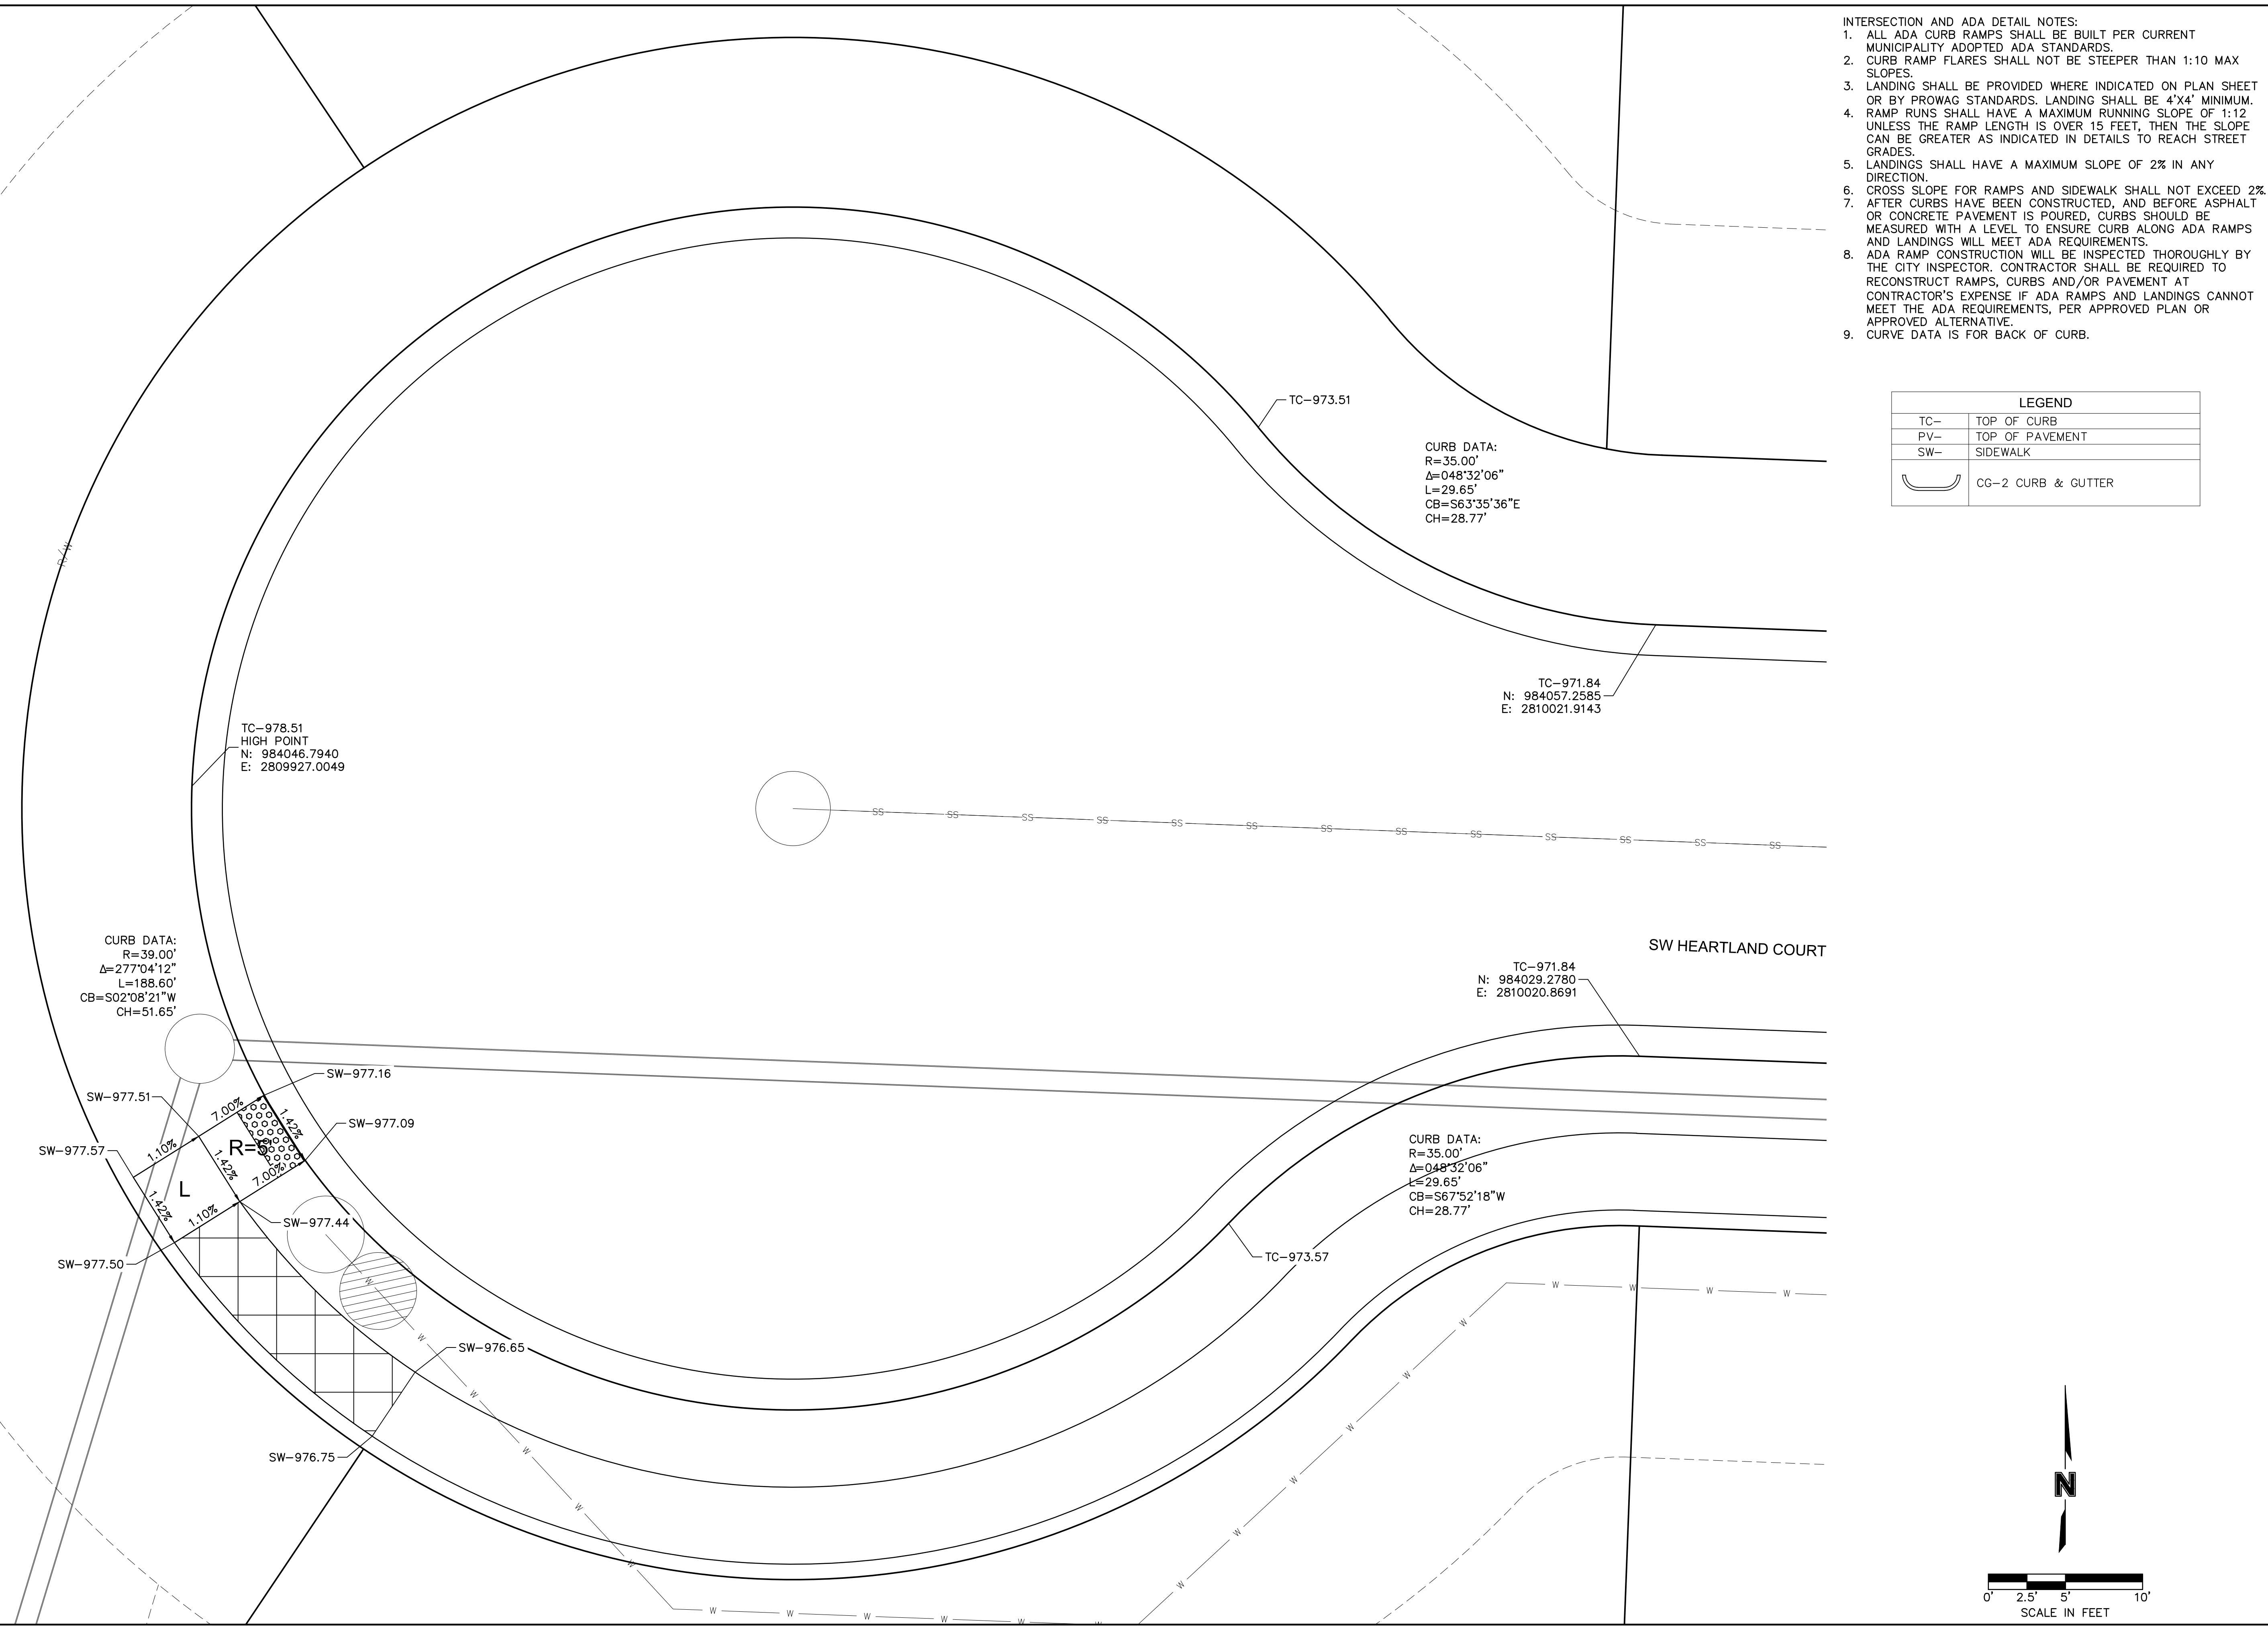 INTERSECTION AND ADA DETAIL NOTES:
1. ALL ADA CURB RAMPS SHALL BE BUILT PER CURRENT
MUNICIPALITY ADOPTED ADA STANDARDS.
2. CURB RAMP FLARES SHALL NOT BE STEEPER THAN 1:10 MAX
SLOPES.
3. LANDING SHALL BE PROVIDED WHERE INDICATED ON PLAN SHEET
OR BY PROWAG STANDARDS. LANDING SHALL BE 4'X4' MINIMUM.
4. RAMP RUNS SHALL HAVE A MAXIMUM RUNNING SLOPE OF 1:12
UNLESS THE RAMP LENGTH IS OVER 15 FEET, THEN THE SLOPE
CAN BE GREATER AS INDICATED IN DETAILS TO REACH STREET
GRADES.
5. LANDINGS SHALL HAVE A MAXIMUM SLOPE OF 2% IN ANY
DIRECTION.
6. CROSS SLOPE FOR RAMPS AND SIDEWALK SHALL NOT EXCEED 2%.
7. AFTER CURBS HAVE BEEN CONSTRUCTED, AND BEFORE ASPHALT
OR CONCRETE PAVEMENT IS POURED, CURBS SHOULD BE
MEASURED WITH A LEVEL TO ENSURE CURB ALONG ADA RAMPS
AND LANDINGS WILL MEET ADA REQUIREMENTS.
8. ADA RAMP CONSTRUCTION WILL BE INSPECTED THOROUGHLY BY
THE CITY INSPECTOR. CONTRACTOR SHALL BE REQUIRED TO
RECONSTRUCT RAMPS, CURBS AND/OR PAVEMENT AT
CONTRACTOR'S EXPENSE IF ADA RAMPS AND LANDINGS CANNOT
MEET THE ADA REQUIREMENTS, PER APPROVED PLAN OR
APPROVED ALTERNATIVE.
9. CURVE DATA IS FOR BACK OF CURB.
LEGEND
TC- TOP OF CURB
PV- TOP OF PAVEMENT
SW- SIDEWALK
CG-2 CURB & GUTTER
TC-973.51
CURB DATA:
R=35.00'
Δ=048°32'06"
L=29.65'
CB=S63°35'36"E
CH=28.77'
R/W
TC-971.84
N: 984057.2585
E: 2810021.9143
TC-978.51
HIGH POINT
N: 984046.7940
E: 2809927.0049
SS SS SS SS SS SS SS SS SS SS SS SS SS
SW HEARTLAND COURT
CURB DATA:
R=39.00'
Δ=277°04'12"
L=188.60'
CB=S02°08'21"W
CH=51.65'
TC-971.84
N: 984029.2780
E: 2810020.8691
SW-977.16
SW-977.51
7.00%
1.42%
SW-977.09
SW-977.57
1.10%
R=5'
1.42%
7.00%
L
1.42%
1.10%
SW-977.44
SW-977.50
CURB DATA:
R=35.00'
Δ=048°32'06"
L=29.65'
CB=S67°52'18"W
CH=28.77'
TC-973.57
SW-976.65
SW-976.75
W W W W W W W W W W W W
W W W W W W W W W W
N
0' 2.5' 5' 10'
SCALE IN FEET